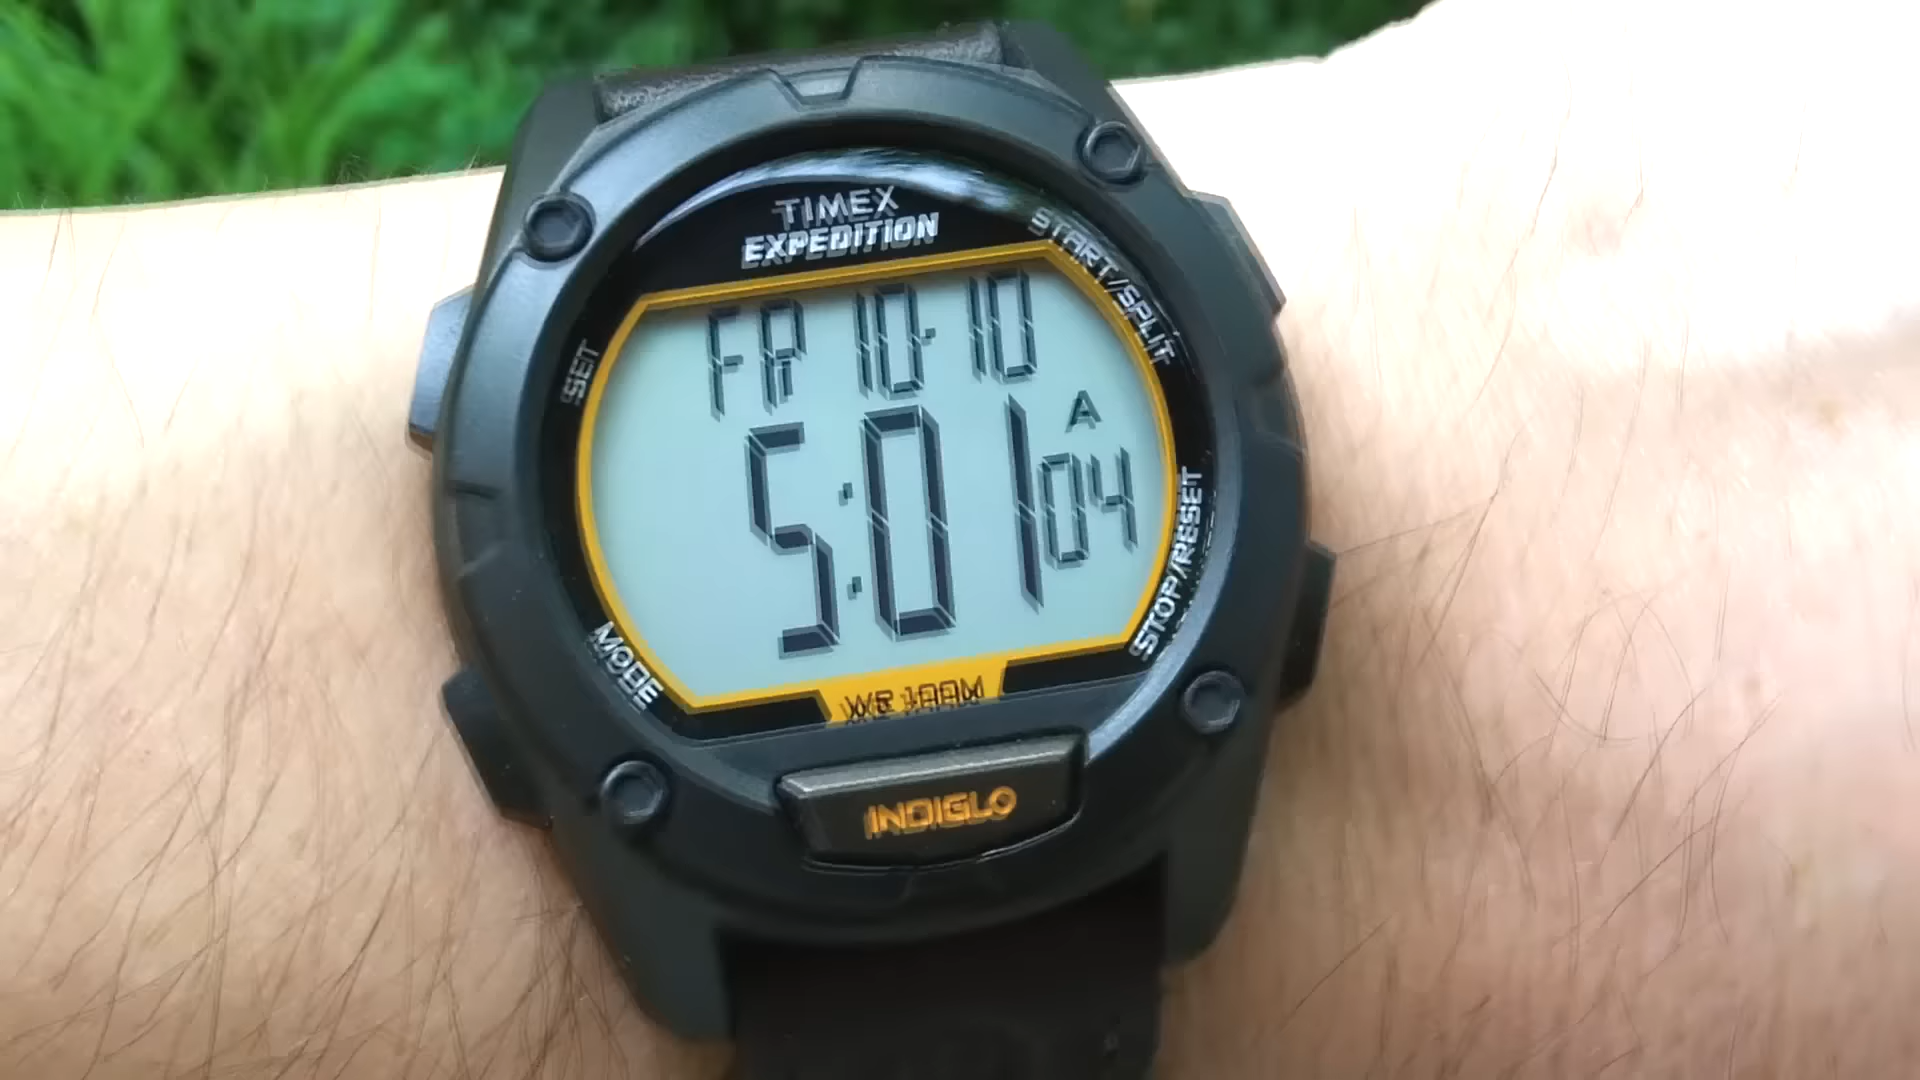 TIMEX
EXPEDITION
START/SPLIT
SET
FR 10-10
A
5:01 04
STOP/RESET
MODE
WR 100M
INDIGLO